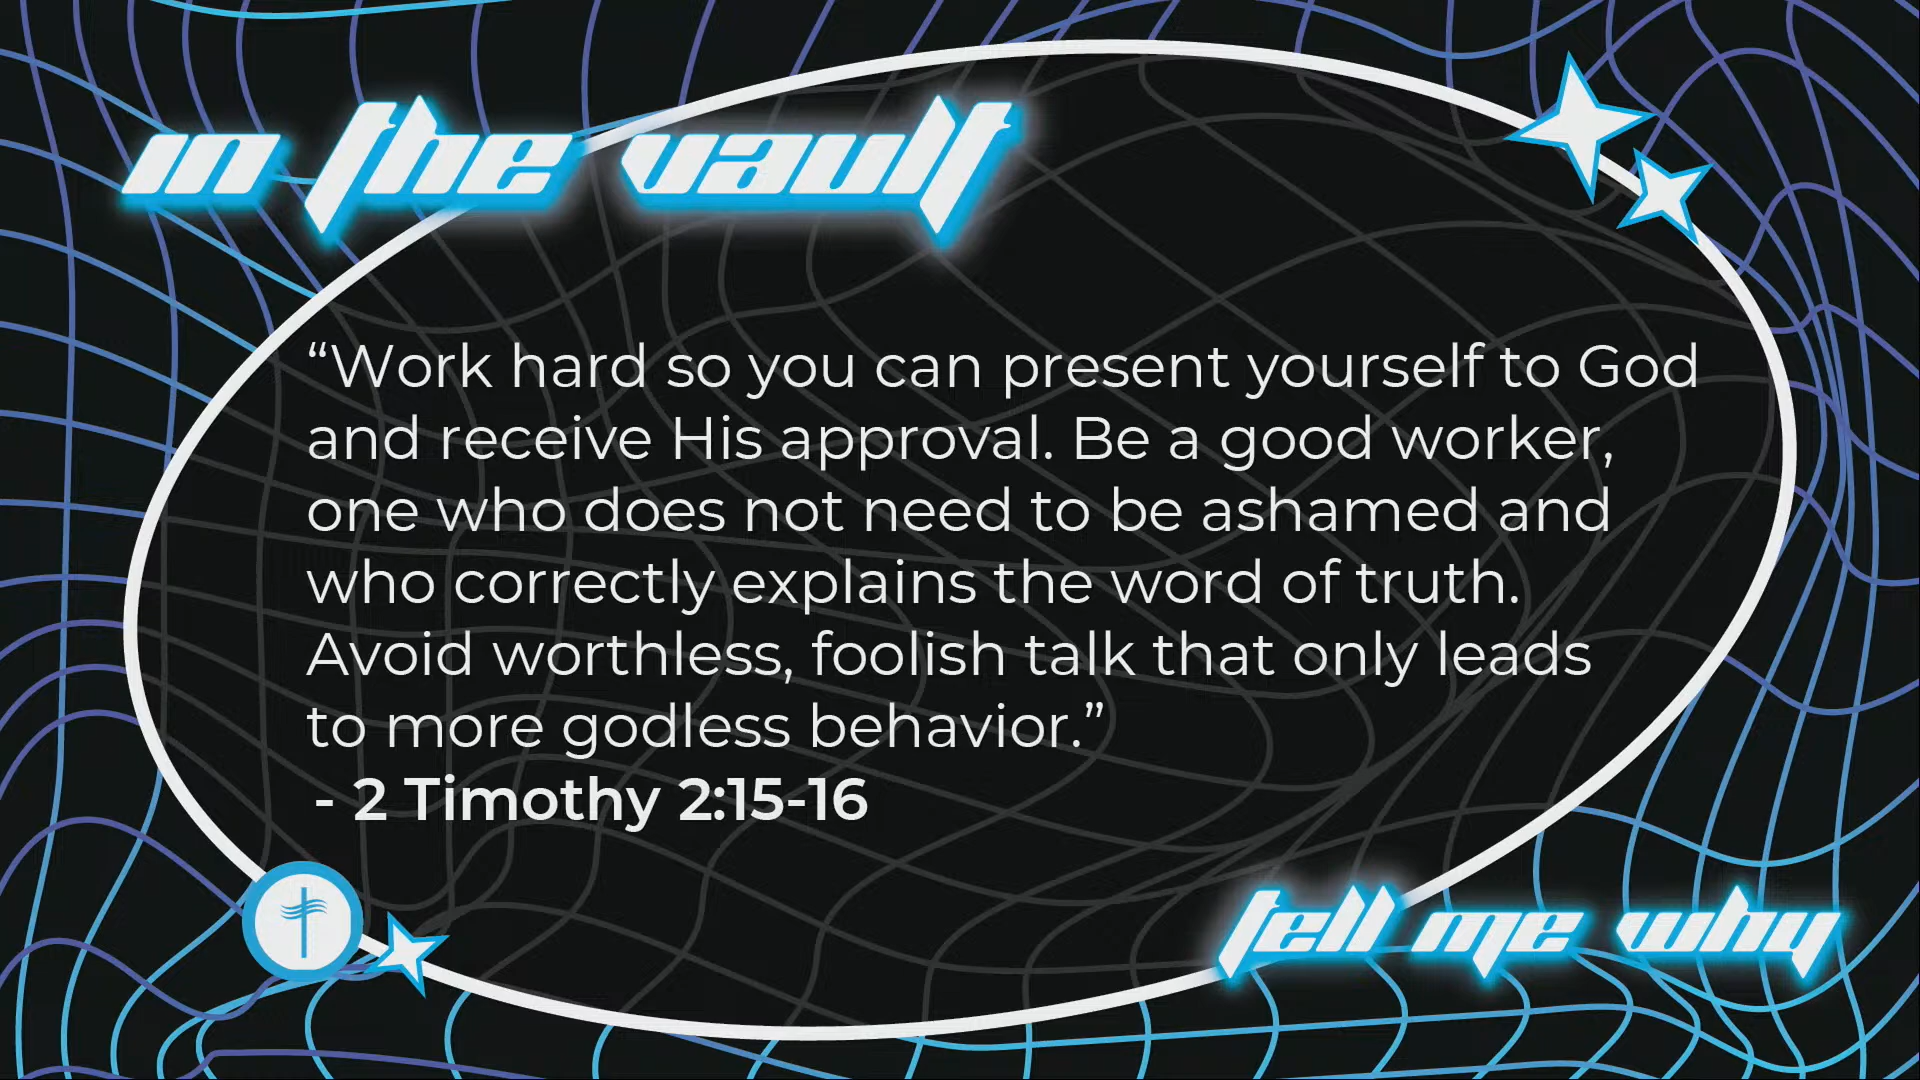 in the vault
“Work hard so you can present yourself to God
and receive His approval. Be a good worker,
one who does not need to be ashamed and
who correctly explains the word of truth.
Avoid worthless, foolish talk that only leads
to more godless behavior.”
- 2 Timothy 2:15-16
tell me why